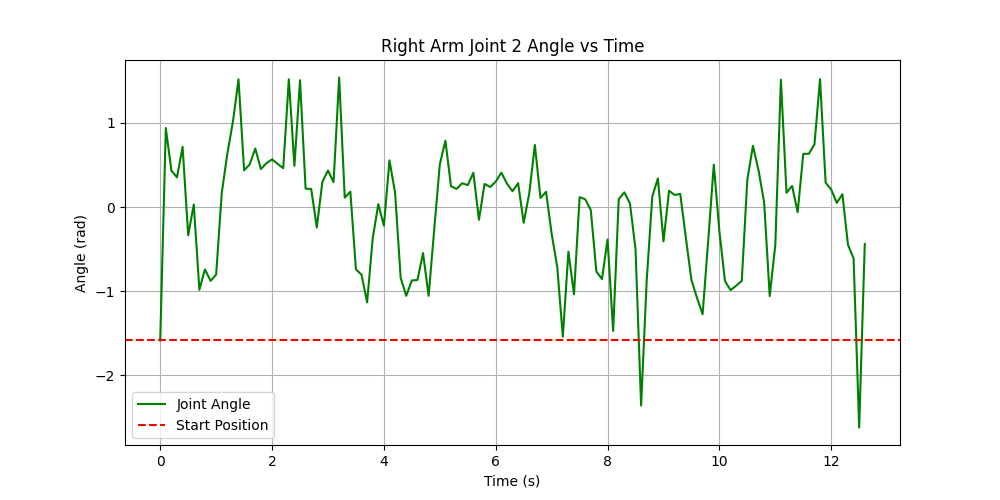 Right Arm Joint 2 Angle vs Time
Angle (rad)
1
0
−1
−2
Joint Angle
Start Position
0 2 4 6 8 10 12
Time (s)